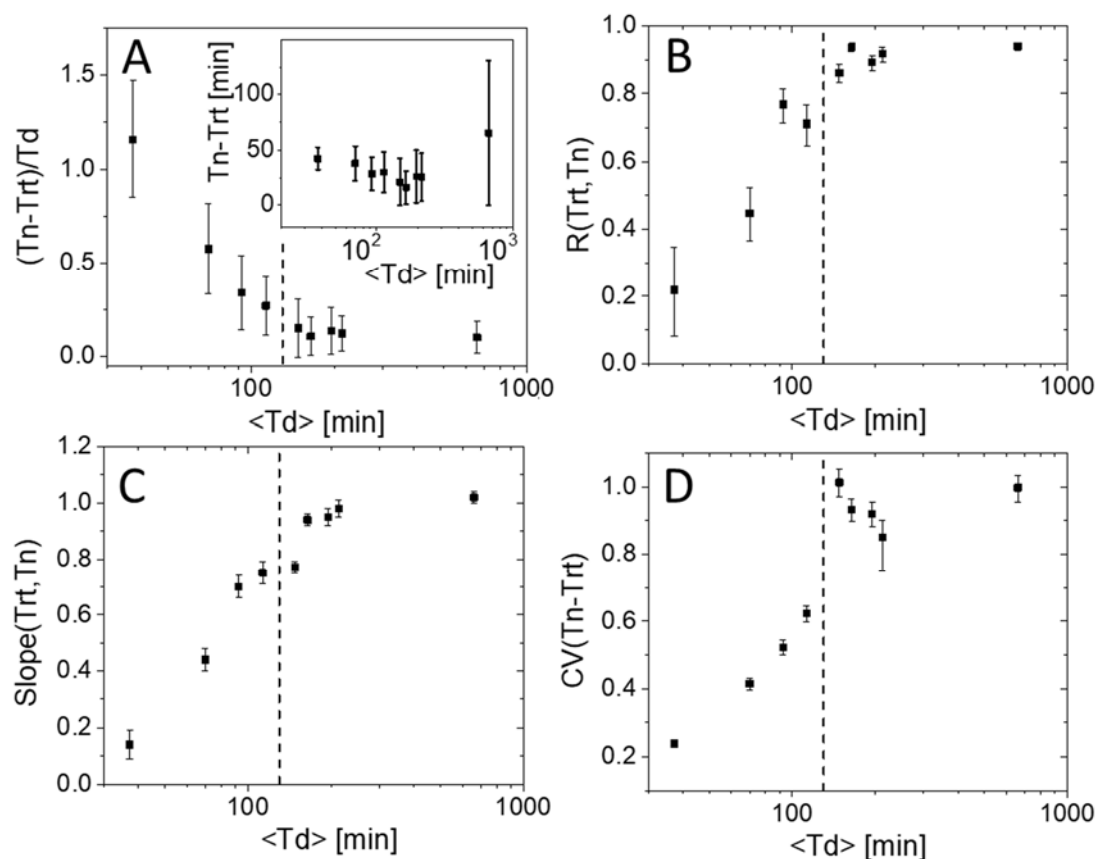 A
(Tn-Trt)/Td
1.5
1.0
0.5
0.0
100
1000
<Td> [min]
Tn-Trt [min]
100
50
0
10²
10³
<Td> [min]
B
R(Trt,Tn)
1.0
0.8
0.6
0.4
0.2
0.0
100
1000
<Td> [min]
C
Slope(Trt,Tn)
1.2
1.0
0.8
0.6
0.4
0.2
0.0
100
1000
<Td> [min]
D
CV(Tn-Trt)
1.0
0.8
0.6
0.4
0.2
100
1000
<Td> [min]